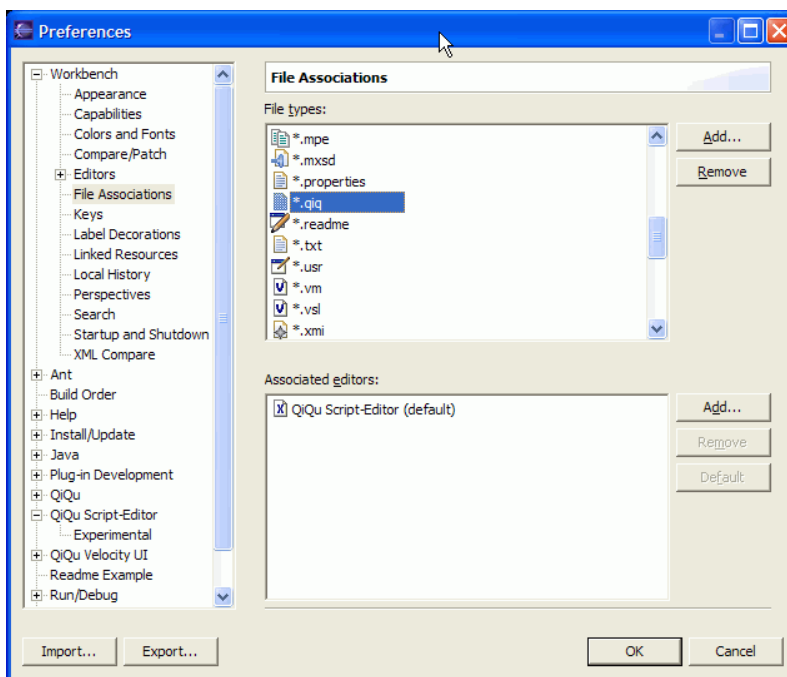 Preferences
Workbench
Appearance
Capabilities
Colors and Fonts
Compare/Patch
Editors
File Associations
Keys
Label Decorations
Linked Resources
Local History
Perspectives
Search
Startup and Shutdown
XML Compare
Ant
Build Order
Help
Install/Update
Java
Plug-in Development
QiQu
QiQu Script-Editor
Experimental
QiQu Velocity UI
Readme Example
Run/Debug
File Associations
File types:
*.mpe
*.mxsd
*.properties
*.qiq
*.readme
*.txt
*.usr
*.vm
*.vsl
*.xmi
Add...
Remove
Associated editors:
QiQu Script-Editor (default)
Add...
Remove
Default
Import...
Export...
OK
Cancel